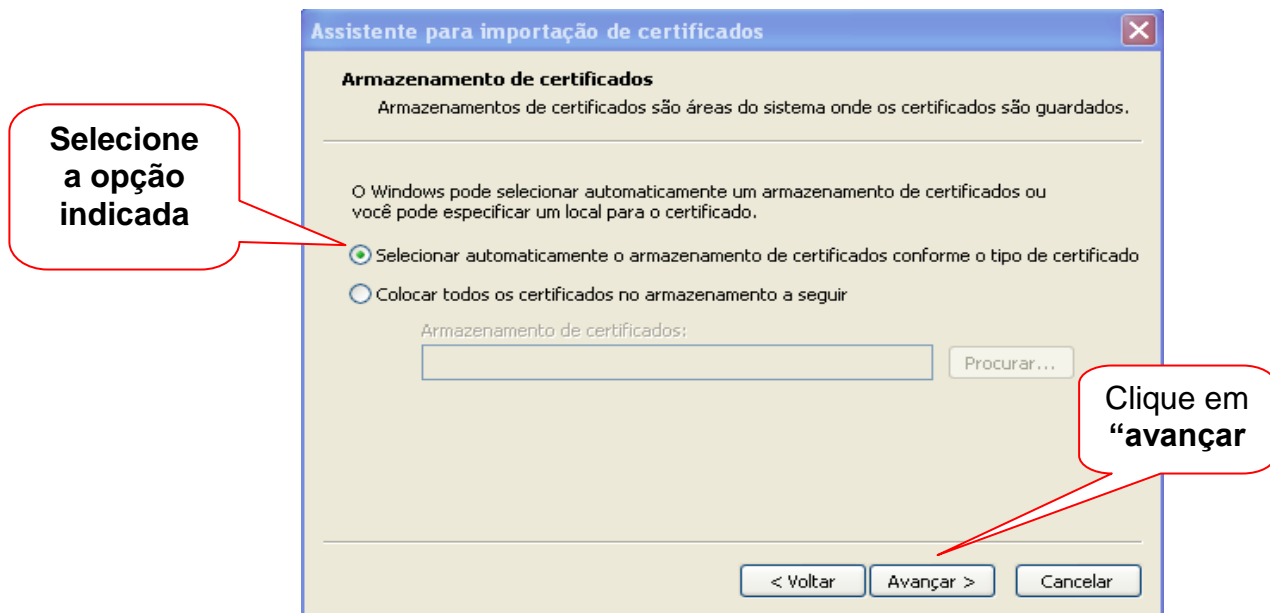 Assistente para importação de certificados
Armazenamento de certificados
Armazenamentos de certificados são áreas do sistema onde os certificados são guardados.
Selecione
a opção
indicada
O Windows pode selecionar automaticamente um armazenamento de certificados ou
você pode especificar um local para o certificado.
Selecionar automaticamente o armazenamento de certificados conforme o tipo de certificado
Colocar todos os certificados no armazenamento a seguir
Armazenamento de certificados:
Procurar...
Clique em
“avançar
< Voltar
Avançar >
Cancelar